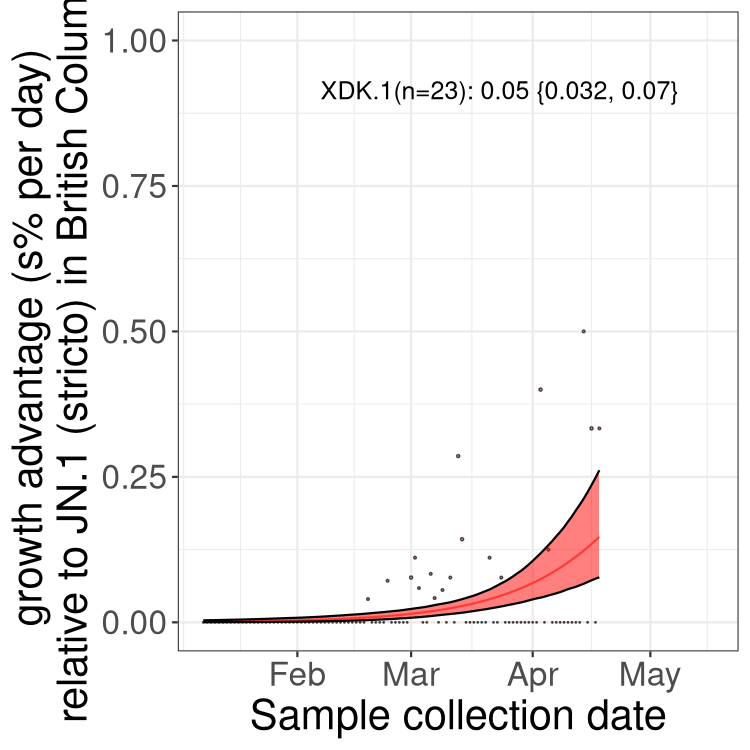 growth advantage (s% per day)
relative to JN.1 (stricto) in British Colum
1.00
0.75
0.50
0.25
0.00
XDK.1(n=23): 0.05 {0.032, 0.07}
Feb Mar Apr May
Sample collection date